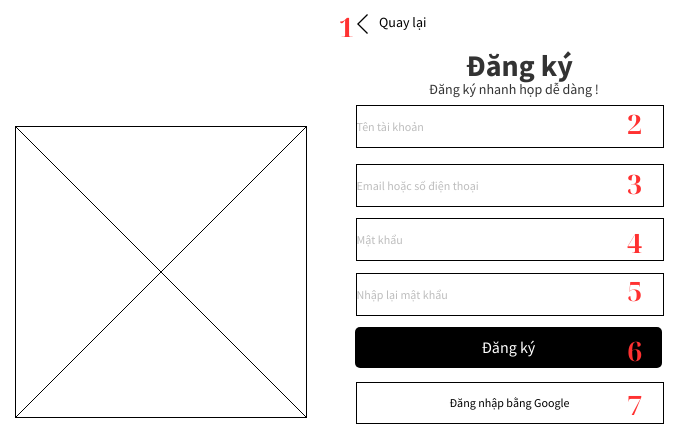 1 Quay lại
Đăng ký
Đăng ký nhanh họp dễ dàng !
Tên tài khoản 2
Email hoặc số điện thoại 3
Mật khẩu 4
Nhập lại mật khẩu 5
Đăng ký 6
Đăng nhập bằng Google 7